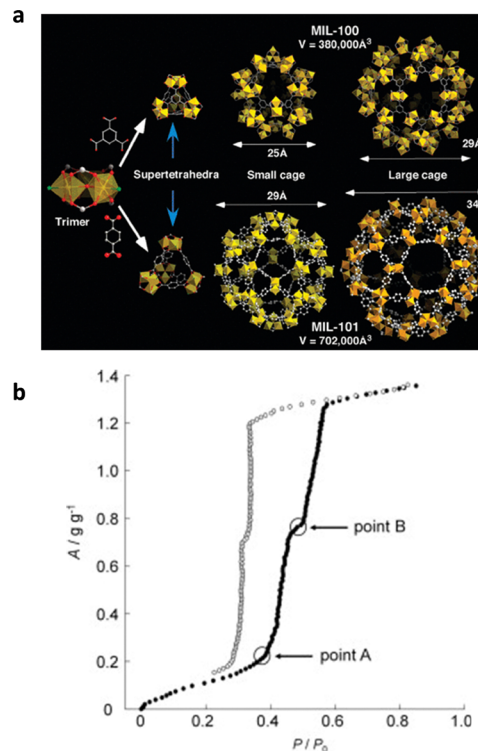 a
MIL-100
V = 380,000Å³
25Å
29Å
Trimer
Supertetrahedra
Small cage
Large cage
29Å
34
MIL-101
V = 702,000Å³
b
1.4
1.2
1.0
0.8
0.6
0.4
0.2
0.0
A / g g⁻¹
point B
point A
0
0.2
0.4
0.6
0.8
P / P₀